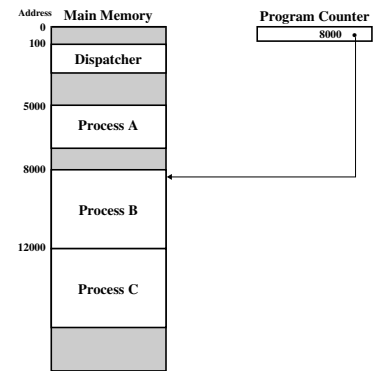 Address Main Memory Program Counter
0
8000
100
Dispatcher
5000
Process A
8000
Process B
12000
Process C